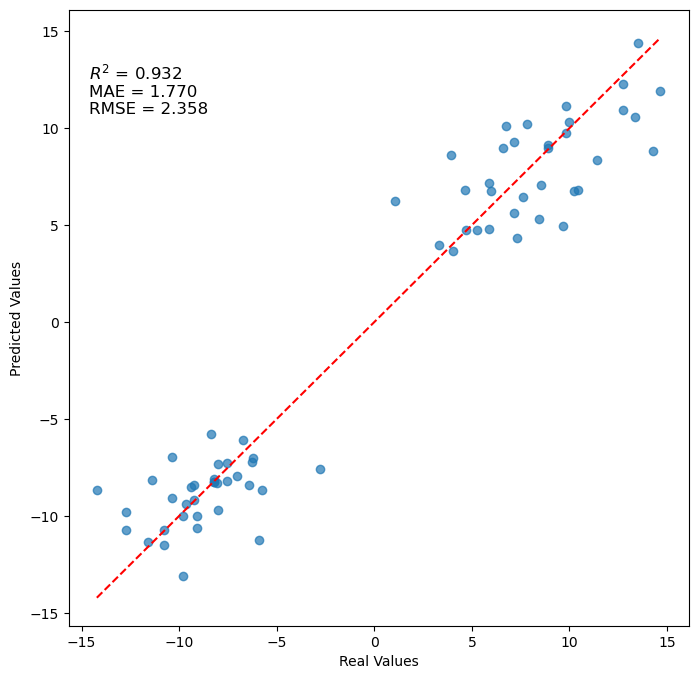 15
10
5
0
−5
−10
−15
R² = 0.932
MAE = 1.770
RMSE = 2.358
Predicted Values
−15 −10 −5 0 5 10 15
Real Values